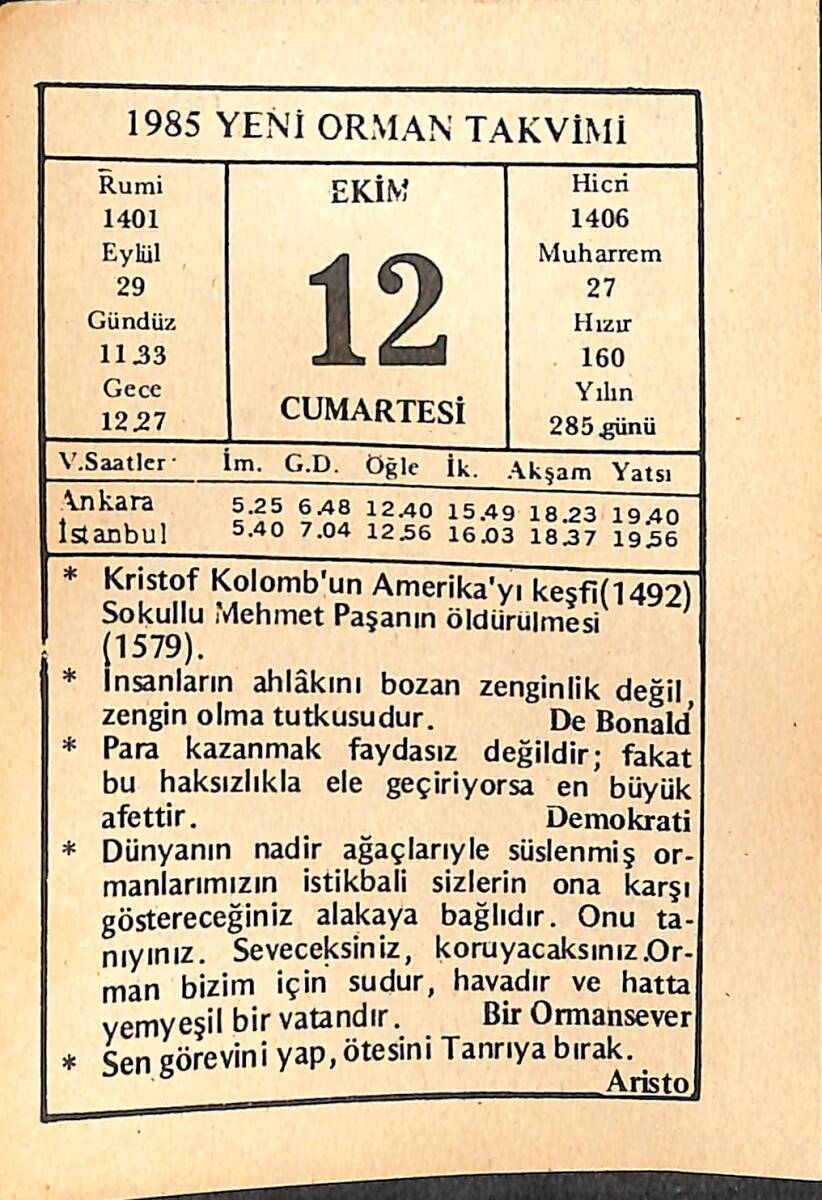 1985 YENİ ORMAN TAKVİMİ
Rumi
1401
Eylül
29
Gündüz
11.33
Gece
12.27
EKİM
12
CUMARTESİ
Hicri
1406
Muharrem
27
Hızır
160
Yılın
285.günü
V.Saatler İm. G.D. Öğle İk. Akşam Yatsı
Ankara 5.25 6.48 12.40 15.49 18.23 19.40
İstanbul 5.40 7.04 12.56 16.03 18.37 19.56
* Kristof Kolomb'un Amerika'yı keşfi(1492)
Sokullu Mehmet Paşanın öldürülmesi
(1579).
* İnsanların ahlâkını bozan zenginlik değil,
zengin olma tutkusudur. De Bonald
* Para kazanmak faydasız değildir; fakat
bu haksızlıkla ele geçiriyorsa en büyük
afettir. Demokrati
* Dünyanın nadir ağaçlarıyle süslenmiş or-
manlarımızın istikbali sizlerin ona karşı
göstereceğiniz alakaya bağlıdır. Onu ta-
nıyınız. Seveceksiniz, koruyacaksınız.Or-
man bizim için sudur, havadır ve hatta
yemyeşil bir vatandır. Bir Ormansever
* Sen görevini yap, ötesini Tanrıya bırak.
Aristo